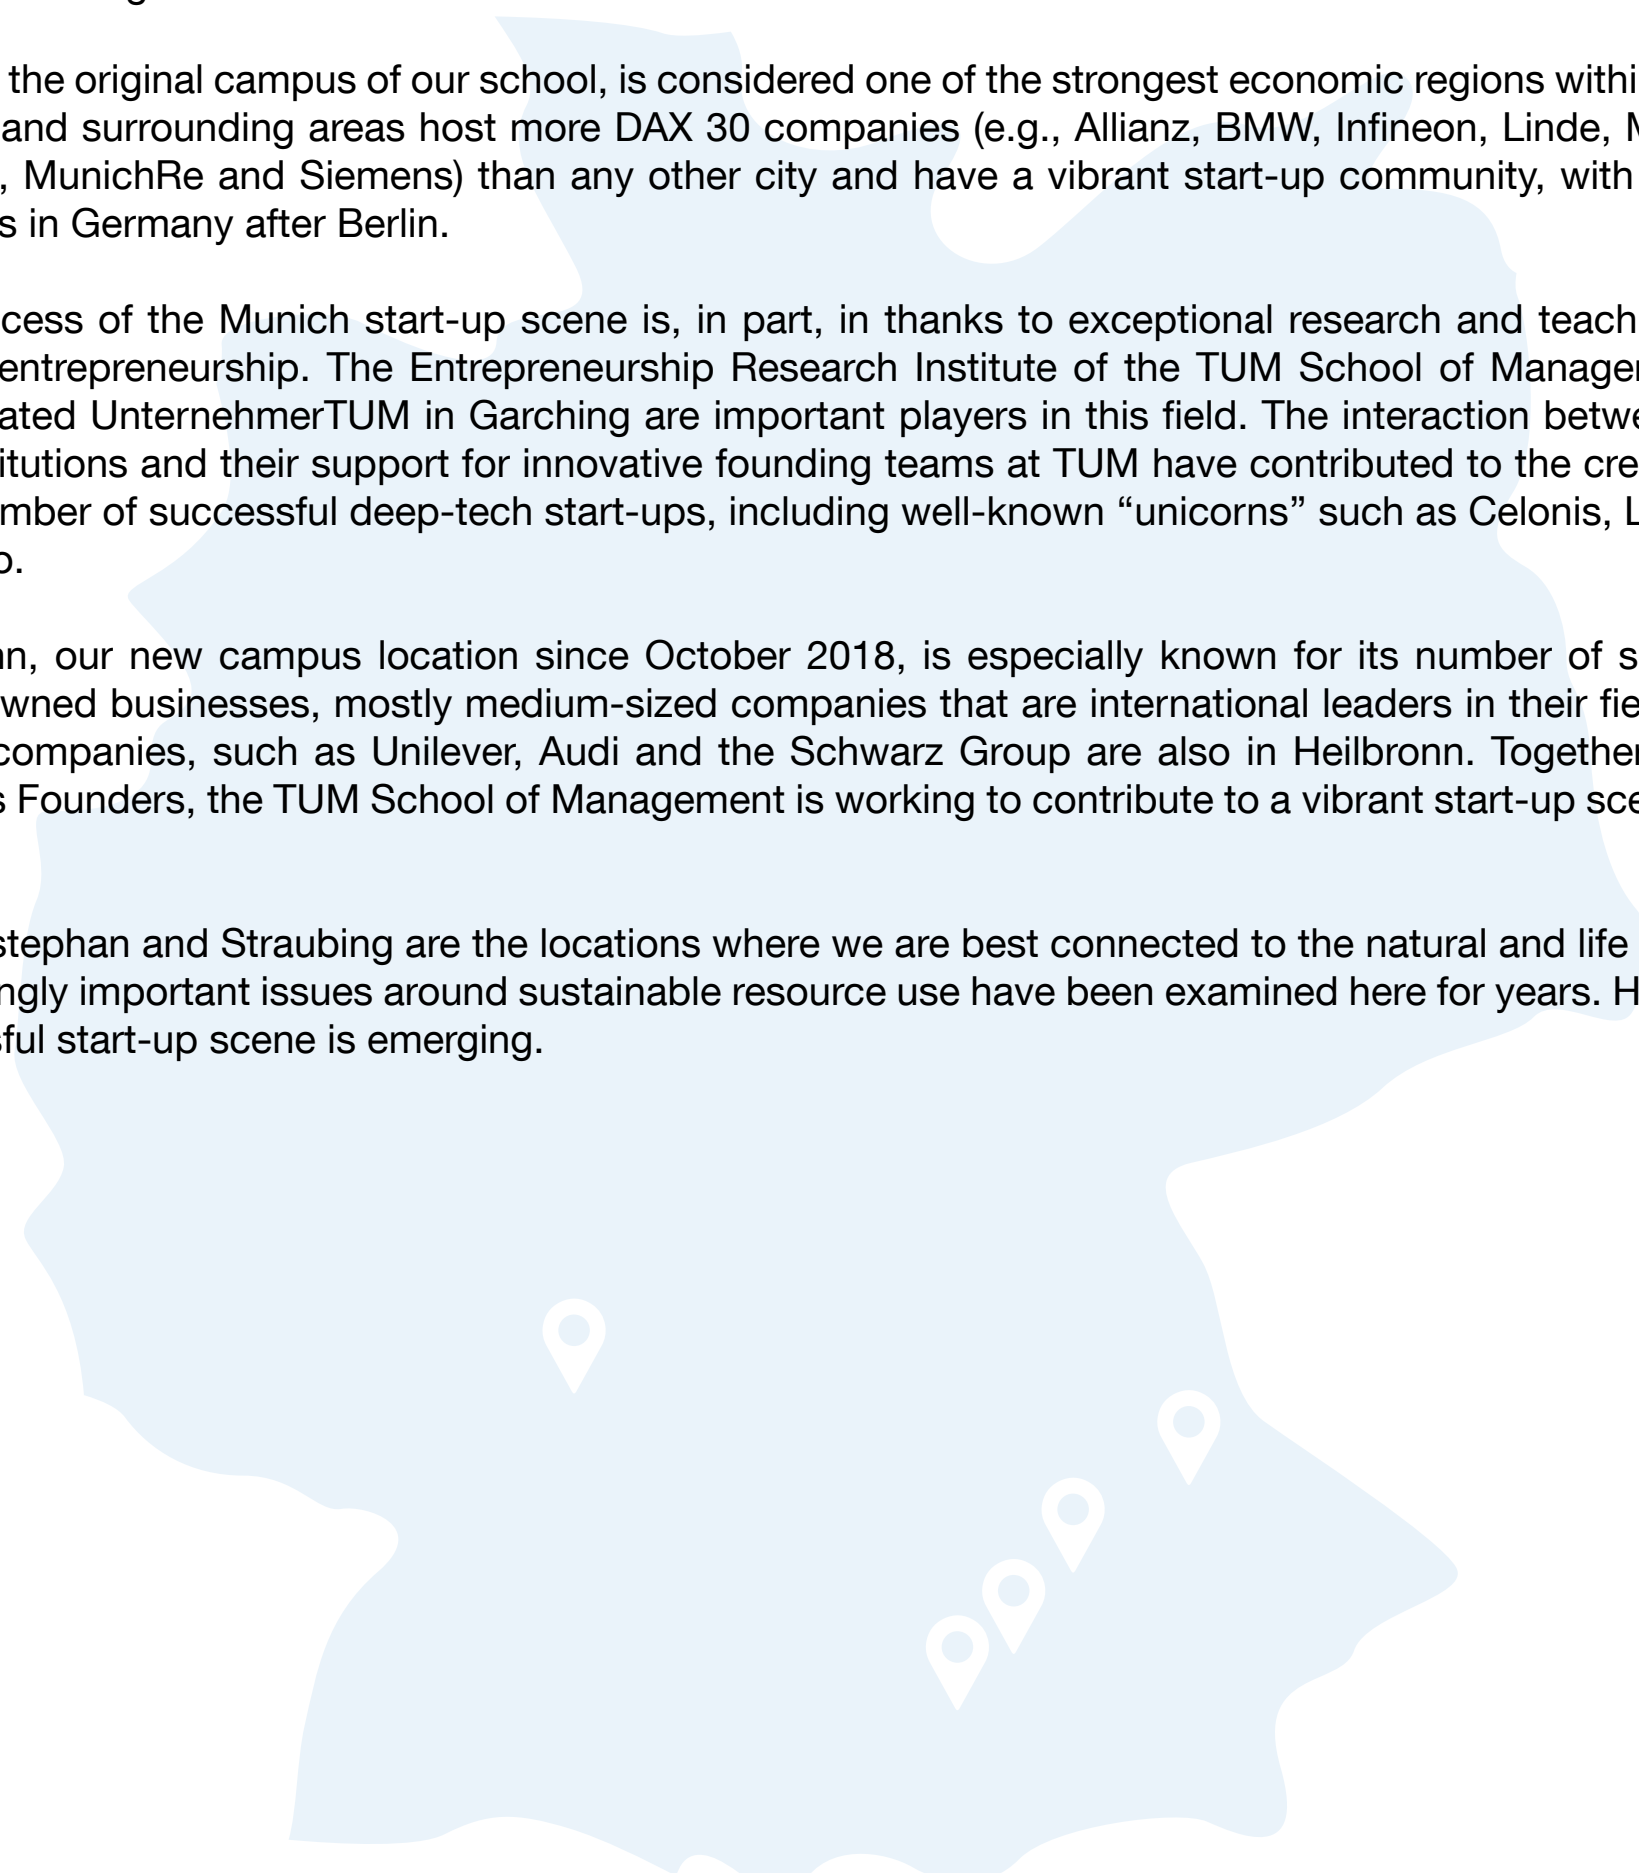 the original campus of our school, is considered one of the strongest economic regions withi
and surrounding areas host more DAX 30 companies (e.g., Allianz, BMW, Infineon, Linde, M
, MunichRe and Siemens) than any other city and have a vibrant start-up community, with
s in Germany after Berlin.
cess of the Munich start-up scene is, in part, in thanks to exceptional research and teach
entrepreneurship. The Entrepreneurship Research Institute of the TUM School of Manager
ated UnternehmerTUM in Garching are important players in this field. The interaction betwe
itutions and their support for innovative founding teams at TUM have contributed to the cre
mber of successful deep-tech start-ups, including well-known “unicorns” such as Celonis, L
o.
nn, our new campus location since October 2018, is especially known for its number of s
wned businesses, mostly medium-sized companies that are international leaders in their fie
companies, such as Unilever, Audi and the Schwarz Group are also in Heilbronn. Together
s Founders, the TUM School of Management is working to contribute to a vibrant start-up sce
stephan and Straubing are the locations where we are best connected to the natural and life
ngly important issues around sustainable resource use have been examined here for years. H
sful start-up scene is emerging.